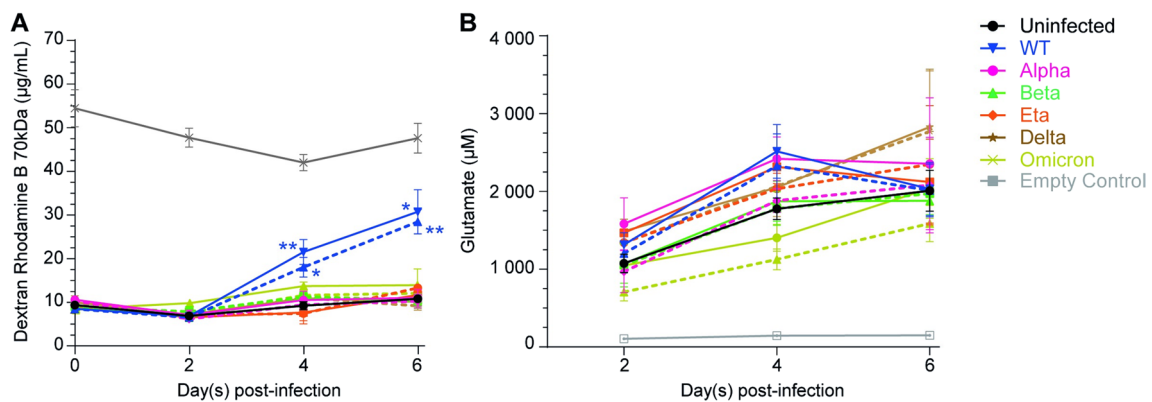 A
Dextran Rhodamine B 70kDa (µg/mL)
70
60
50
40
30
20
10
0
**
*
*
**
0 2 4 6
Day(s) post-infection
B
Glutamate (µM)
4 000
3 000
2 000
1 000
0
2 4 6
Day(s) post-infection
Uninfected
WT
Alpha
Beta
Eta
Delta
Omicron
Empty Control